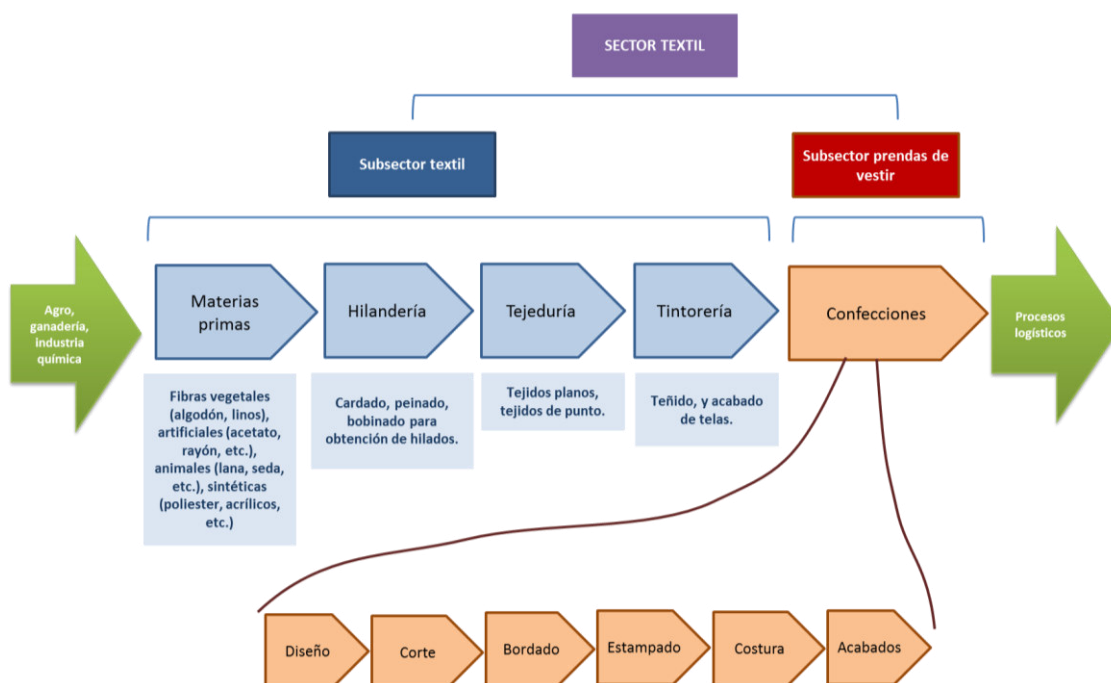 SECTOR TEXTIL
Subsector textil
Subsector prendas de
vestir
Agro,
ganadería,
industria
química
Materias
primas
Hilandería
Tejeduría
Tintorería
Confecciones
Procesos
logísticos
Fibras vegetales
(algodón, linos),
artificiales (acetato,
rayón, etc.),
animales (lana, seda,
etc.), sintéticas
(poliester, acrílicos,
etc.)
Cardado, peinado,
bobinado para
obtención de hilados.
Tejidos planos,
tejidos de punto.
Teñido, y acabado
de telas.
Diseño
Corte
Bordado
Estampado
Costura
Acabados